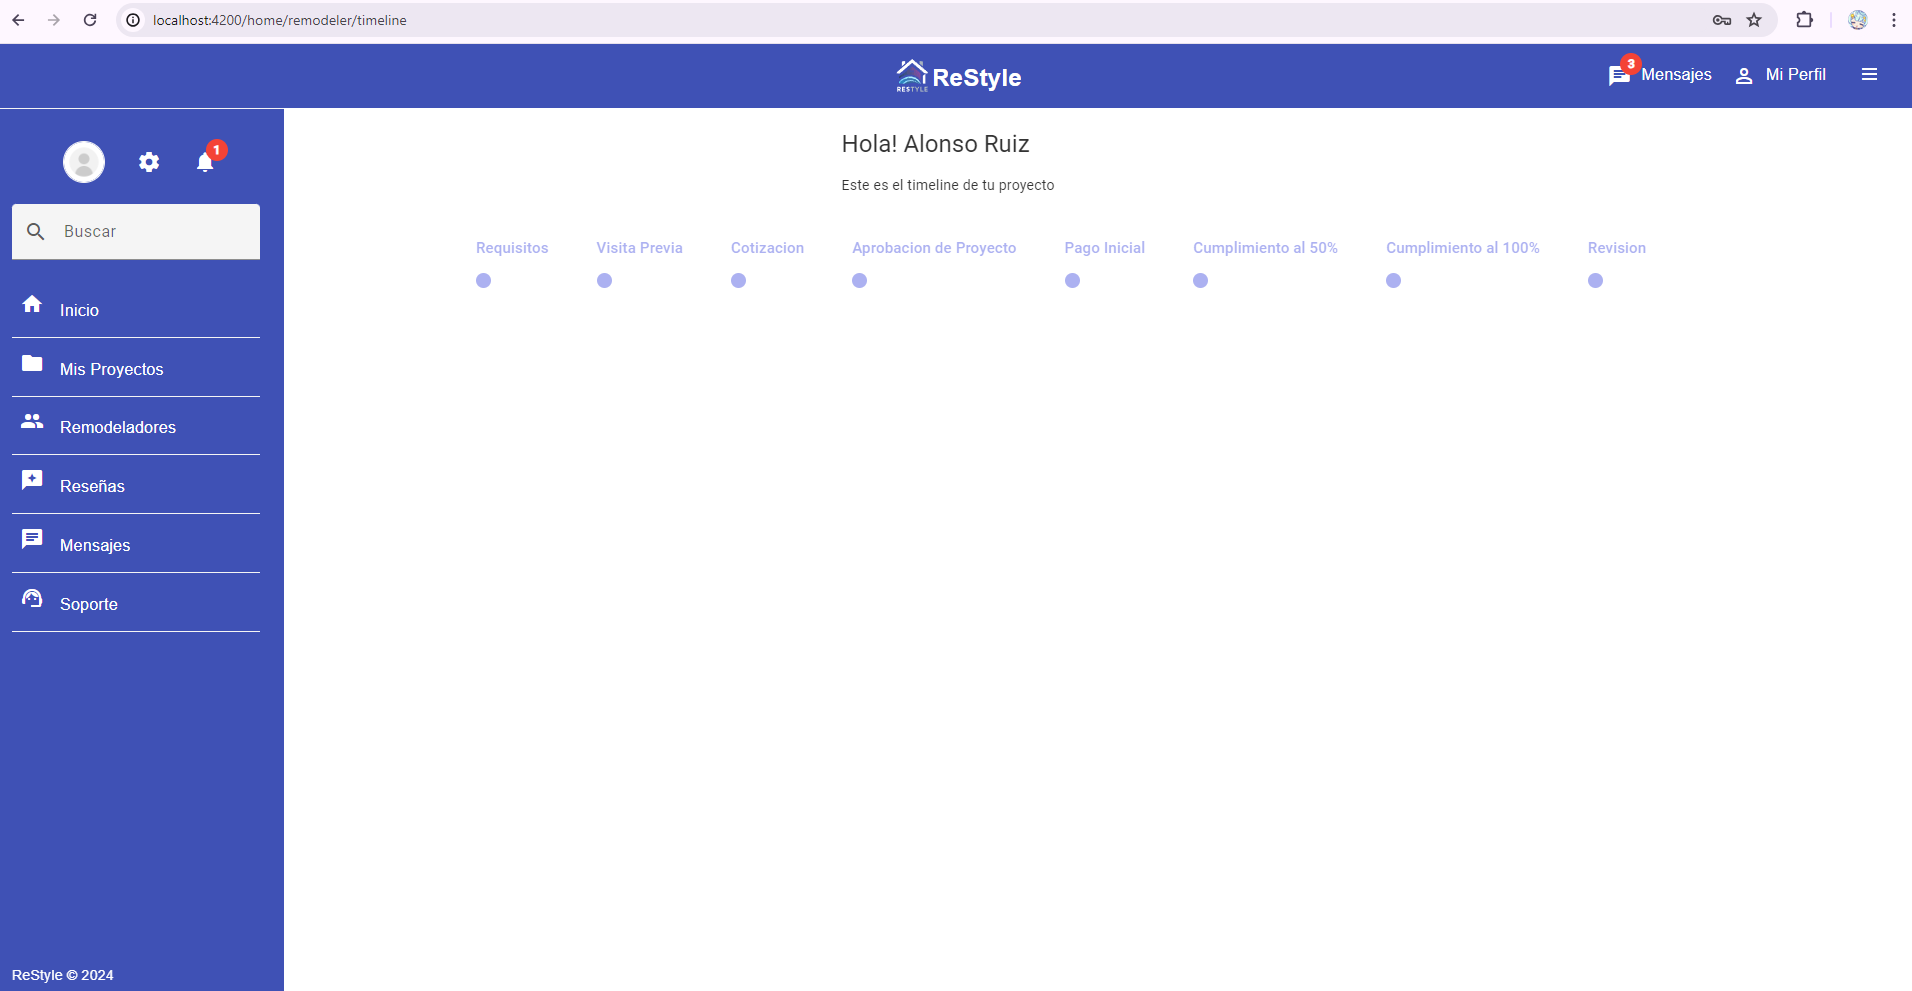 localhost:4200/home/remodeler/timeline
RESTYLE
ReStyle
3
Mensajes
Mi Perfil
1
Buscar
Inicio
Mis Proyectos
Remodeladores
Reseñas
Mensajes
Soporte
ReStyle © 2024
Hola! Alonso Ruiz
Este es el timeline de tu proyecto
Requisitos
Visita Previa
Cotizacion
Aprobacion de Proyecto
Pago Inicial
Cumplimiento al 50%
Cumplimiento al 100%
Revision